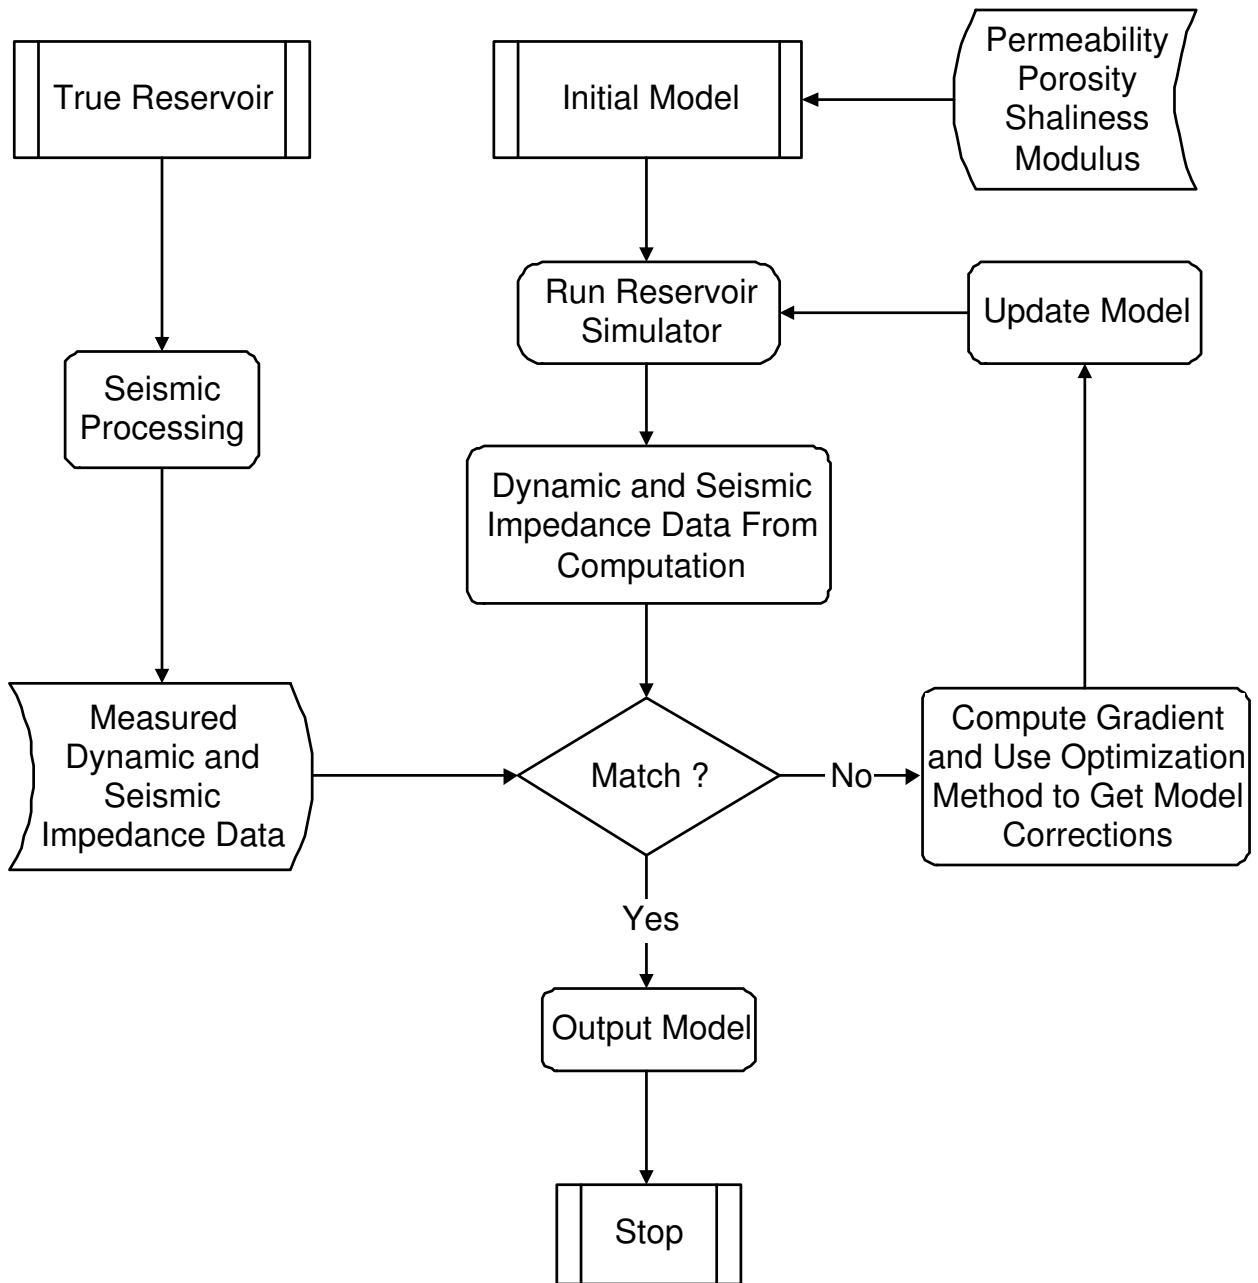 True Reservoir
Initial Model
Permeability
Porosity
Shaliness
Modulus
Run Reservoir
Simulator
Update Model
Seismic
Processing
Dynamic and Seismic
Impedance Data From
Computation
Measured
Dynamic and
Seismic
Impedance Data
Match ?
No
Compute Gradient
and Use Optimization
Method to Get Model
Corrections
Yes
Output Model
Stop